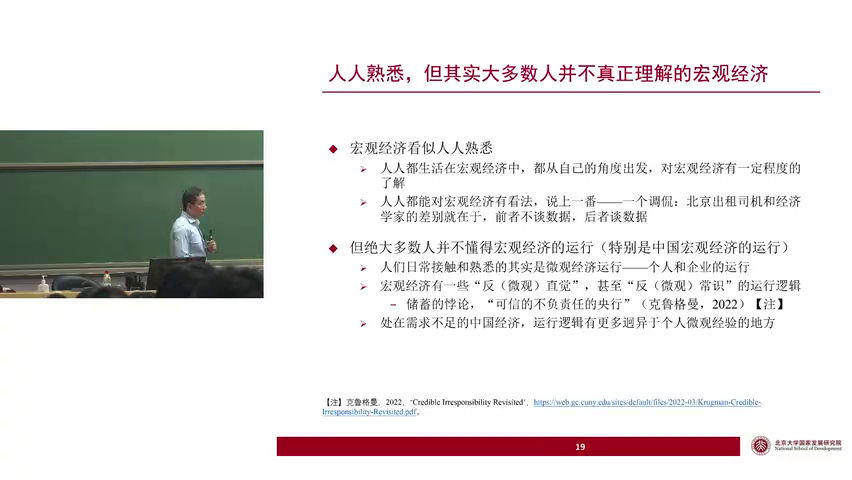 人人熟悉，但其实大多数人并不真正理解的宏观经济
◆ 宏观经济看似人人熟悉
➢ 人人都生活在宏观经济中，都从自己的角度出发，对宏观经济有一定程度的
了解
➢ 人人都能对宏观经济有看法，说上一番——一个调侃：北京出租司机和经济
学家的差别就在于，前者不谈数据，后者谈数据
◆ 但绝大多数人并不懂得宏观经济的运行（特别是中国宏观经济的运行）
➢ 人们日常接触和熟悉的其实是微观经济运行——个人和企业的运行
➢ 宏观经济有一些“反（微观）直觉”，甚至“反（微观）常识”的运行逻辑
– 储蓄的悖论，“可信的不负责任的央行”（克鲁格曼，2022）【注】
➢ 处在需求不足的中国经济，运行逻辑有更多迥异于个人微观经验的地方
【注】克鲁格曼，2022，“Credible Irresponsibility Revisited”，https://web.gc.cuny.edu/sites/default/files/2022-03/Krugman-Credible-
Irresponsibility-Revisited.pdf。
19
北京大学国家发展研究院
National School of Development